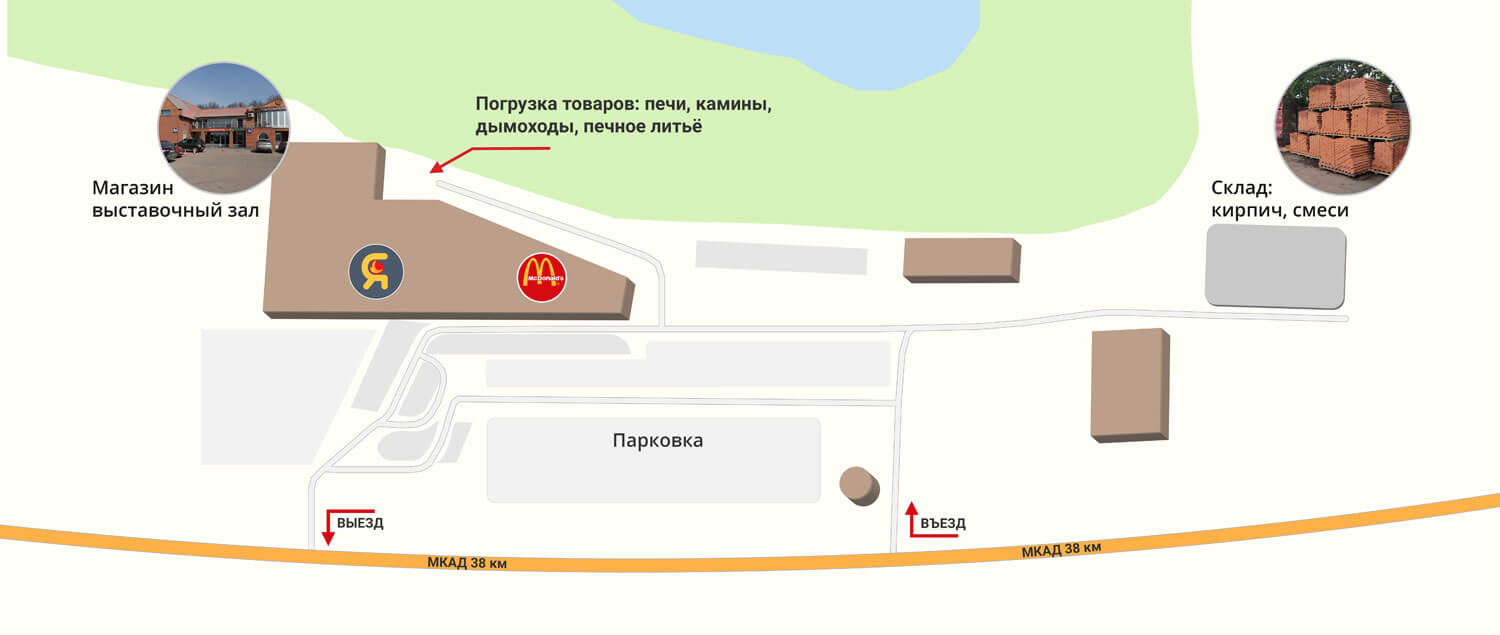 Погрузка товаров: печи, камины,
дымоходы, печное литьё
Магазин
выставочный зал
Склад:
кирпич, смеси
McDonald's
Парковка
ВЫЕЗД
ВЪЕЗД
МКАД 38 км
МКАД 38 км